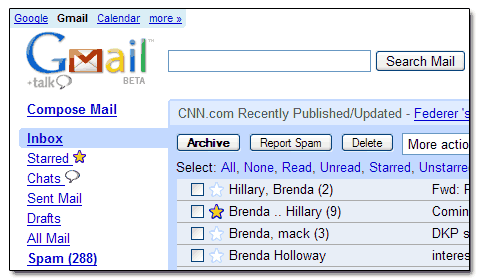 Google Gmail Calendar more »
Gmail™
+talk BETA
Search Mail
Compose Mail
CNN.com Recently Published/Updated - Federer 's
Inbox
Archive Report Spam Delete More actio
Starred
Select: All, None, Read, Unread, Starred, Unstarre
Chats
Hillary, Brenda (2) Fwd: F
Sent Mail
Brenda .. Hillary (9) Comin
Drafts
Brenda, mack (3) DKP s
All Mail
Brenda Holloway interes
Spam (288)